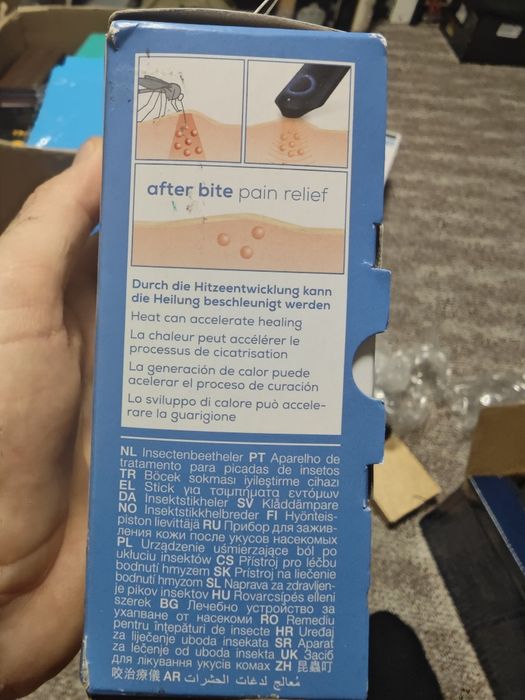 after bite pain relief
Durch die Hitzeentwicklung kann
die Heilung beschleunigt werden
Heat can accelerate healing
La chaleur peut accélérer le
processus de cicatrisation
La generación de calor puede
acelerar el proceso de curación
Lo sviluppo di calore può accele-
rare la guarigione
NL Insectenbeetheler PT Aparelho de
tratamento para picadas de insetos
TR Böcek sokması iyileştirme cihazı
EL Stick για τσιμπήματα εντόμων
DA Insektstikheler SV Klåddämpare
NO Insektstikkhelbreder FI Hyönteis-
piston lievittäjä RU Прибор для зажив-
ления кожи после укусов насекомых
PL Urządzenie uśmierzające ból po
ukłuciu insektów CS Přístroj pro léčbu
bodnutí hmyzem SK Prístroj na liečenie
bodnutí hmyzom SL Naprava za zdravljen-
je pikov insektov HU Rovarcsípés elleni
szerek BG Лечебно устройство за
ухапване от насекоми RO Remediu
pentru înțepături de insecte HR Uređaj
za liječenje uboda insekata SR Aparat
za lečenje od uboda insekata UK Засіб
для лікування укусів комах ZH 昆蟲叮
咬治療儀 AR معالج لدغات الحشرات